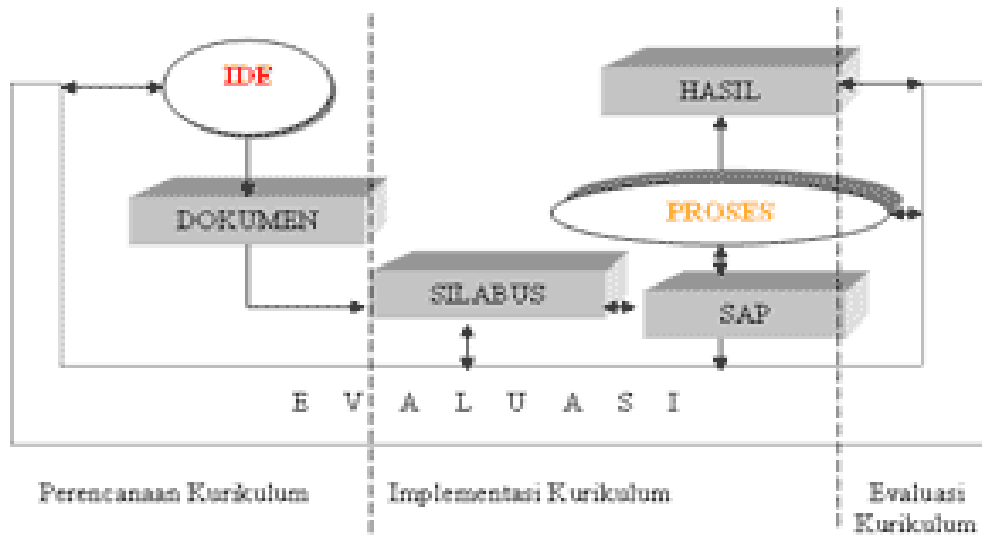 IDE
HASIL
DOKUMEN
PROSES
SILABUS
SAP
E V A L U A S I
Perencanaan Kurikulum
Implementasi Kurikulum
Evaluasi
Kurikulum